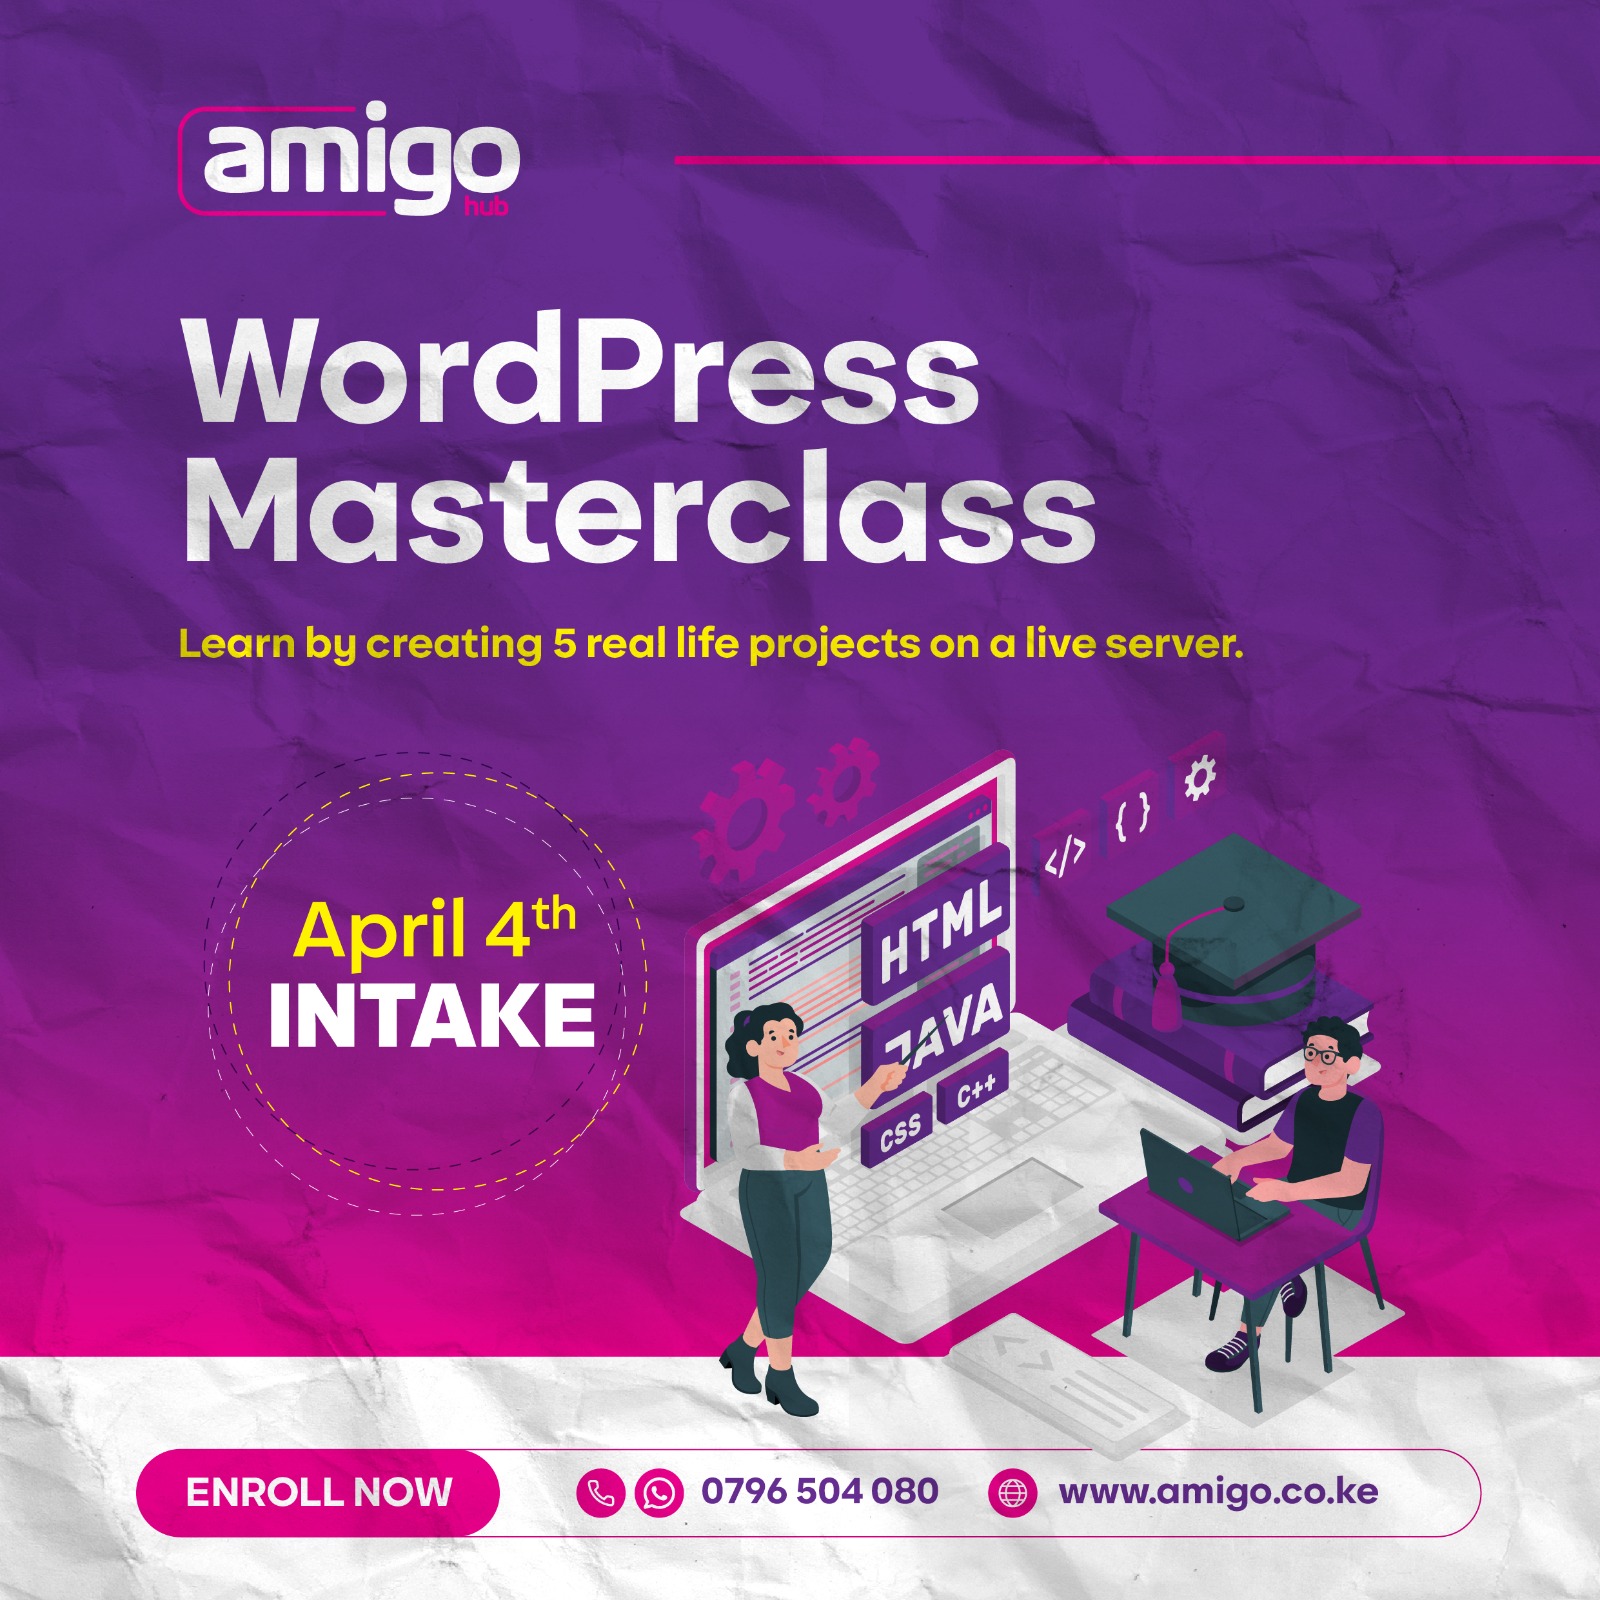 amigo
hub
WordPress
Masterclass
Learn by creating 5 real life projects on a live server.
April 4th
INTAKE
</>
{ }
HTML
JAVA
CSS
C++
ENROLL NOW
0796 504 080
www.amigo.co.ke